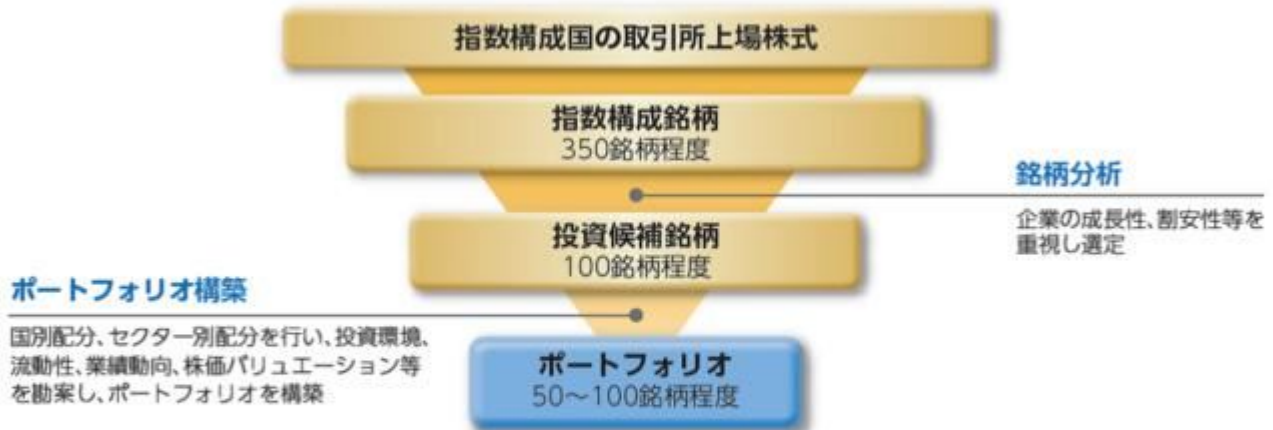 指数構成国の取引所上場株式
指数構成銘柄
350銘柄程度
銘柄分析
企業の成長性、割安性等を
重視し選定
投資候補銘柄
100銘柄程度
ポートフォリオ構築
国別配分、セクター別配分を行い、投資環境、
流動性、業績動向、株価バリュエーション等
を勘案し、ポートフォリオを構築
ポートフォリオ
50～100銘柄程度